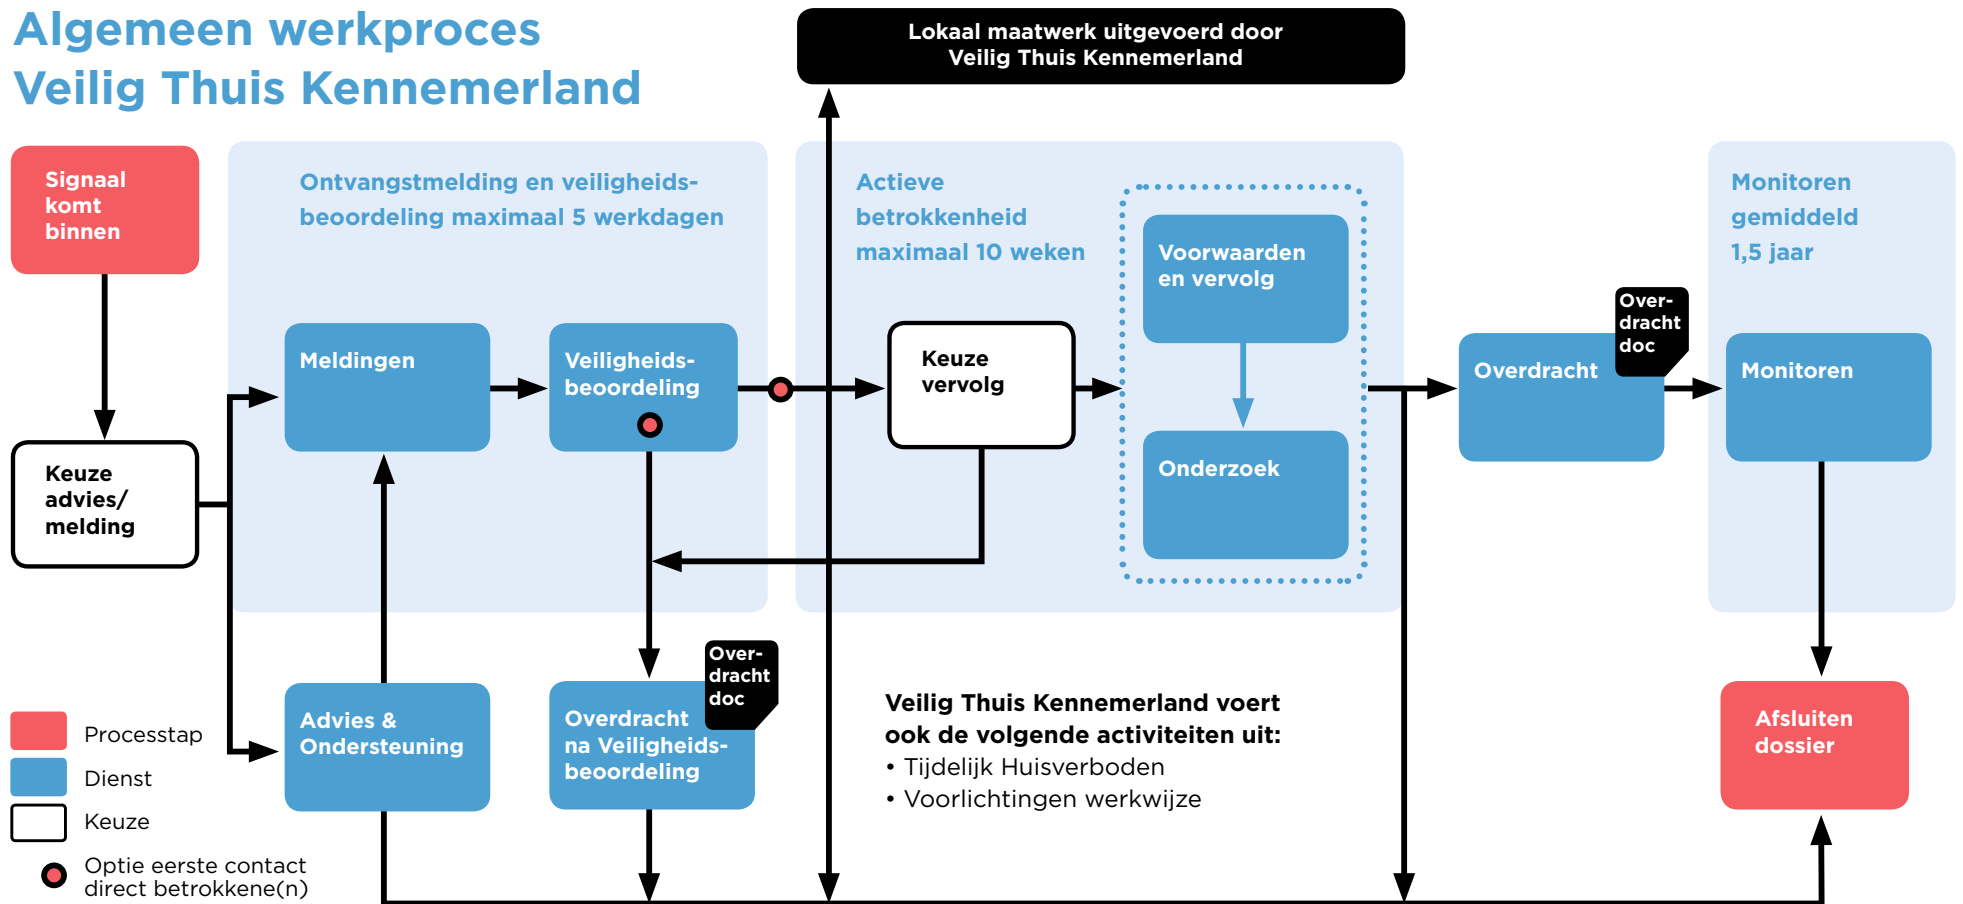 Algemeen werkproces
Veilig Thuis Kennemerland
Lokaal maatwerk uitgevoerd door
Veilig Thuis Kennemerland
Signaal
komt
binnen
Ontvangstmelding en veiligheids-
beoordeling maximaal 5 werkdagen
Actieve
betrokkenheid
maximaal 10 weken
Voorwaarden
en vervolg
Monitoren
gemiddeld
1,5 jaar
Meldingen
Veiligheids-
beoordeling
Keuze
vervolg
Onderzoek
Overdracht
Over-
dracht
doc
Monitoren
Keuze
advies/
melding
Advies &
Ondersteuning
Overdracht
na Veiligheids-
beoordeling
Over-
dracht
doc
Veilig Thuis Kennemerland voert
ook de volgende activiteiten uit:
• Tijdelijk Huisverboden
• Voorlichtingen werkwijze
Afsluiten
dossier
Processtap
Dienst
Keuze
Optie eerste contact
direct betrokkene(n)